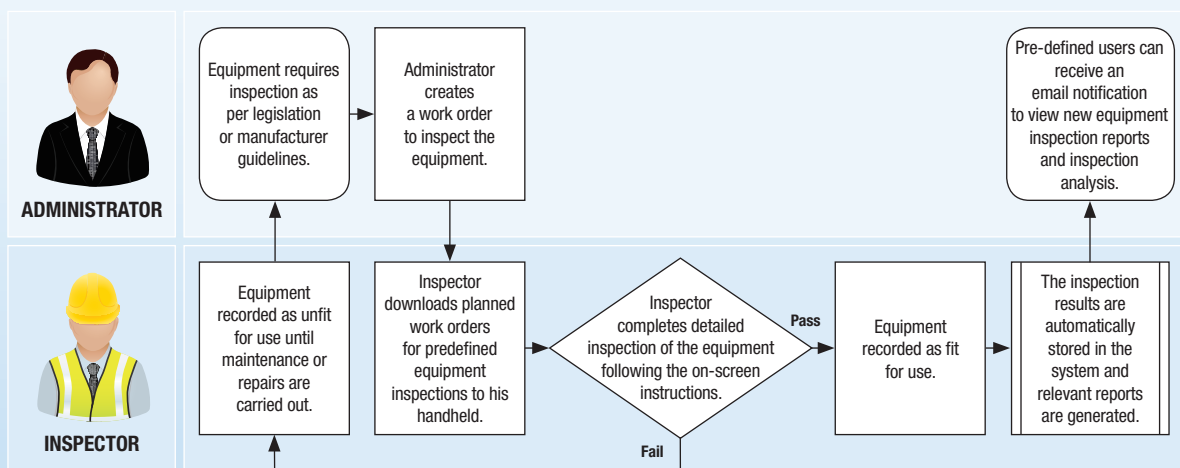 Equipment requires
inspection as
per legislation
or manufacturer
guidelines.
Administrator
creates
a work order
to inspect the
equipment.
Pre-defined users can
receive an
email notification
to view new equipment
inspection reports
and inspection
analysis.
ADMINISTRATOR
Equipment
recorded as unfit
for use until
maintenance or
repairs are
carried out.
Inspector
downloads planned
work orders
for predefined
equipment
inspections to his
handheld.
Inspector
completes detailed
inspection of the equipment
following the on-screen
instructions.
Pass
Equipment
recorded as fit
for use.
The inspection
results are
automatically
stored in the
system and
relevant reports
are generated.
INSPECTOR
Fail